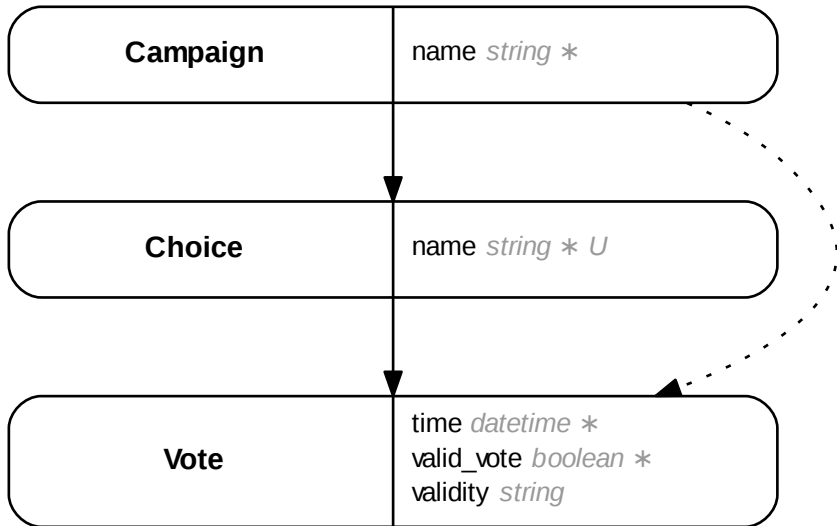 Campaign
name string ∗
Choice
name string ∗ U
Vote
time datetime ∗
valid_vote boolean ∗
validity string